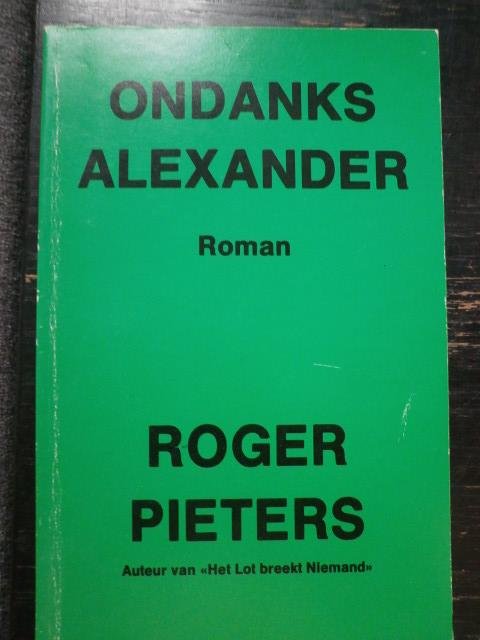 ONDANKS
ALEXANDER
Roman
ROGER
PIETERS
Auteur van «Het Lot breekt Niemand»